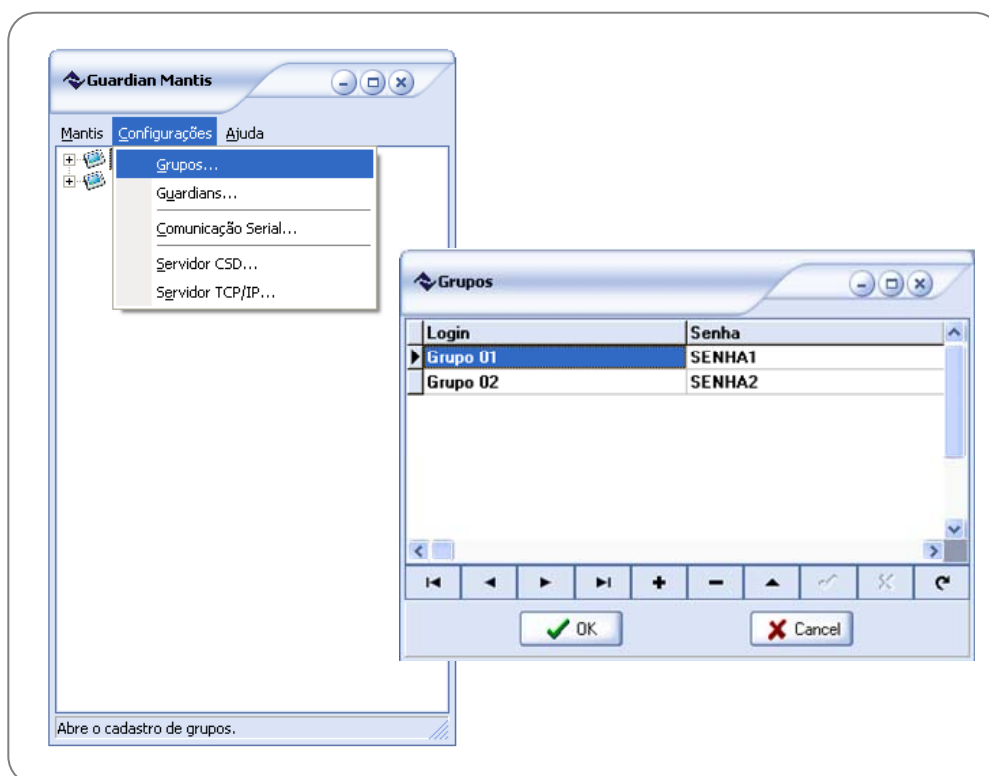 Guardian Mantis
Mantis Configurações Ajuda
Grupos...
Guardians...
Comunicação Serial...
Servidor CSD...
Servidor TCP/IP...
Abre o cadastro de grupos.
Grupos
Login Senha
Grupo 01 SENHA1
Grupo 02 SENHA2
OK Cancel